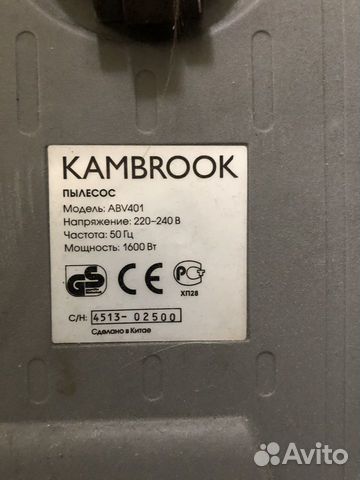 KAMBROOK
ПЫЛЕСОС
Модель: ABV401
Напряжение: 220-240 В
Частота: 50 Гц
Мощность: 1600 Вт
GS CE РС
ХП28
С/Н: 4513- 02500
Сделано в Китае
Avito